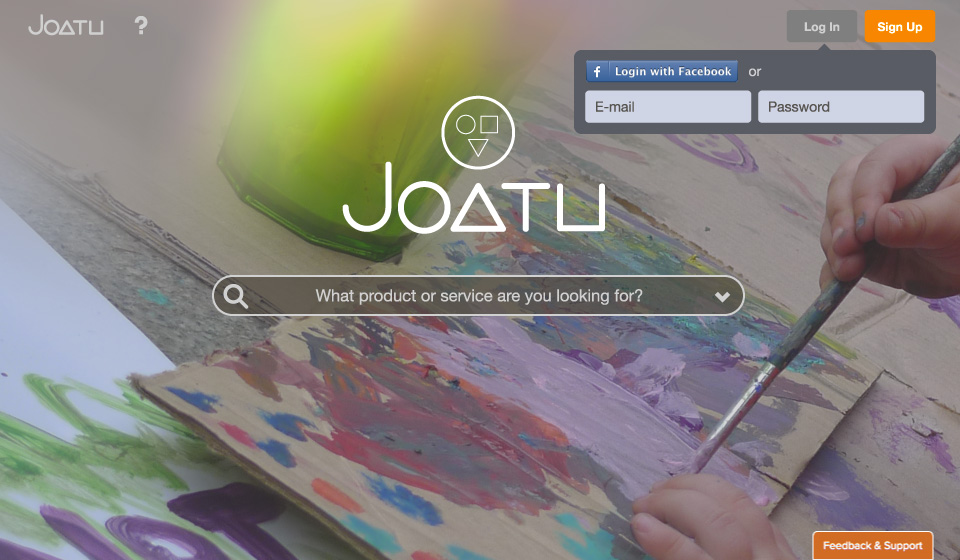 JOATU ? Log In Sign Up
f Login with Facebook or
E-mail Password
JOATU
What product or service are you looking for?
Feedback & Support